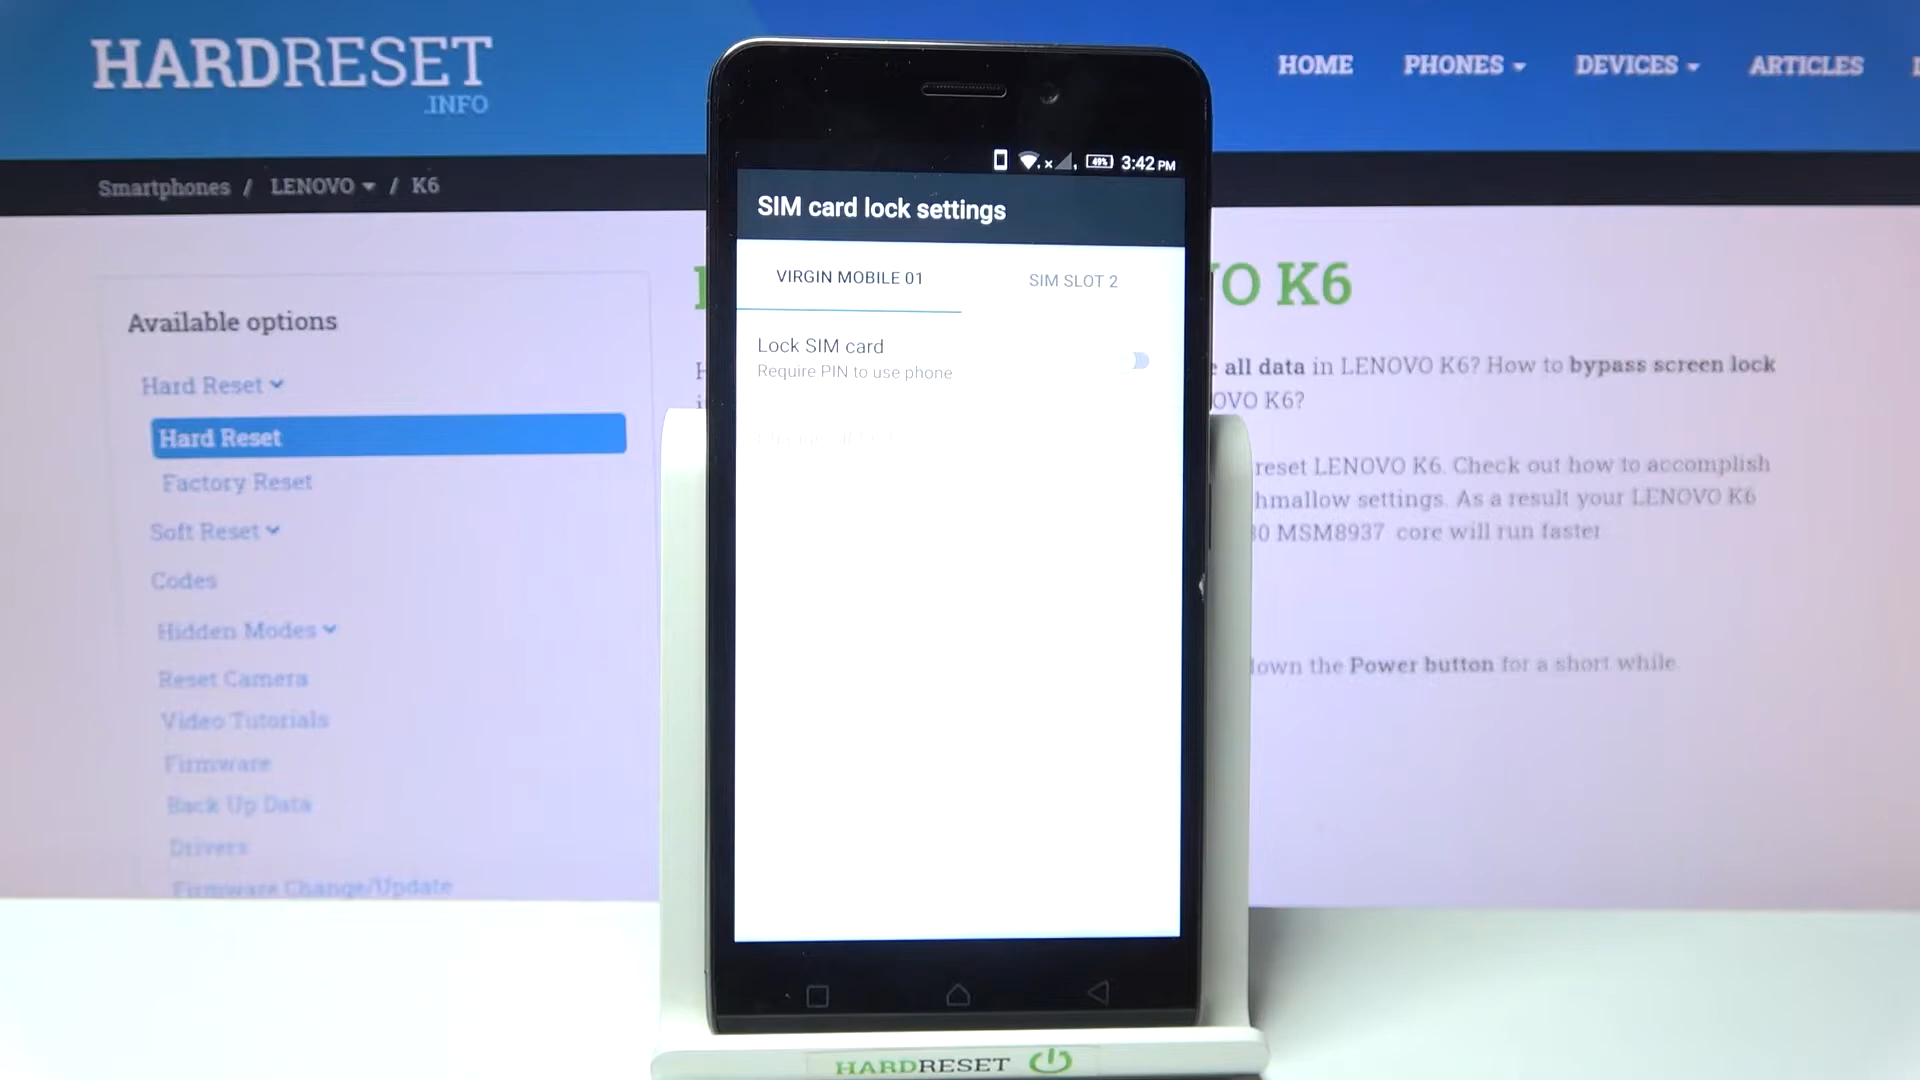 HARDRESET
.INFO
HOME PHONES DEVICES ARTICLES
Smartphones / LENOVO / K6
Available options
Hard Reset
Hard Reset
Factory Reset
Soft Reset
Codes
Hidden Modes
Reset Camera
Video Tutorials
Firmware
Back Up Data
Drivers
Firmware Change/Update
49% 3:42 PM
SIM card lock settings
VIRGIN MOBILE 01 SIM SLOT 2
Lock SIM card
Require PIN to use phone
VO K6
all data in LENOVO K6? How to bypass screen lock
OVO K6?
reset LENOVO K6. Check out how to accomplish
hmallow settings. As a result your LENOVO K6
30 MSM8937 core will run faster
down the Power button for a short while
HARDRESET